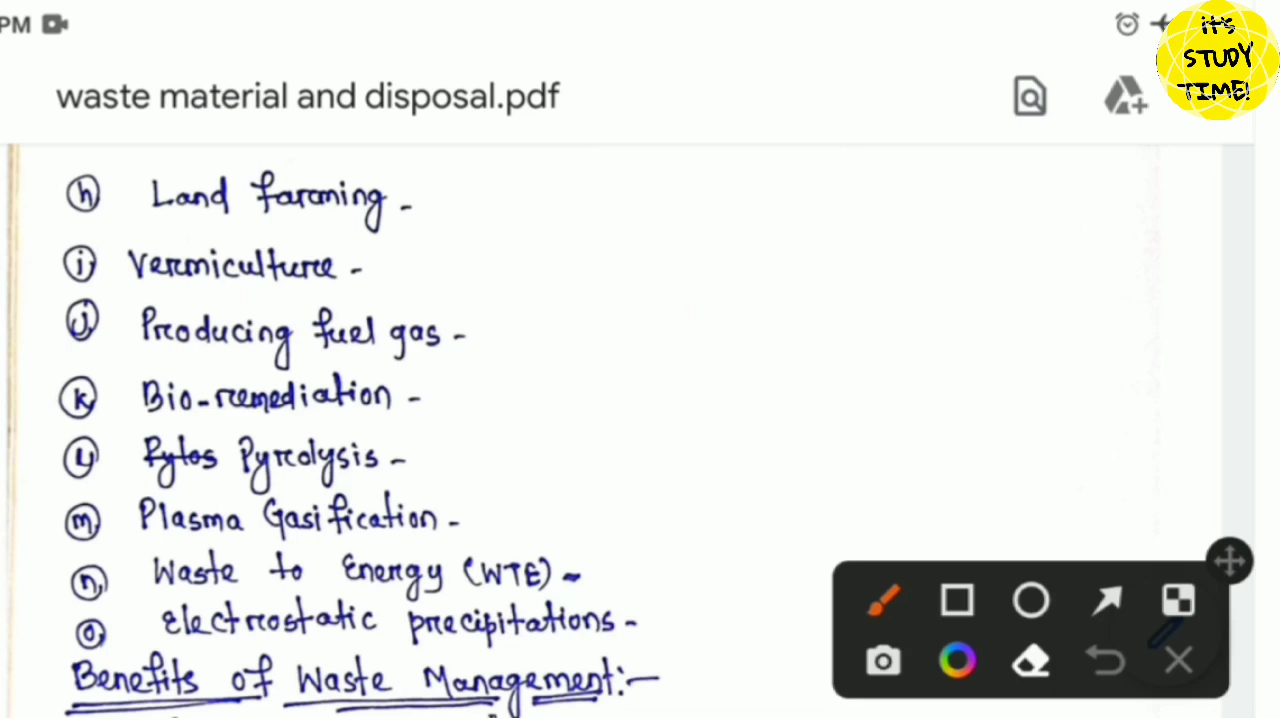 PM
it's
STUDY
TIME!
waste material and disposal.pdf
h Land farming -
i Vermiculture -
j Producing fuel gas -
k Bio-remediation -
L Pylos Pyrolysis -
m Plasma Gasification -
n Waste to Energy (WTE) -
o Electrostatic precipitations -
Benefits of Waste Management:-